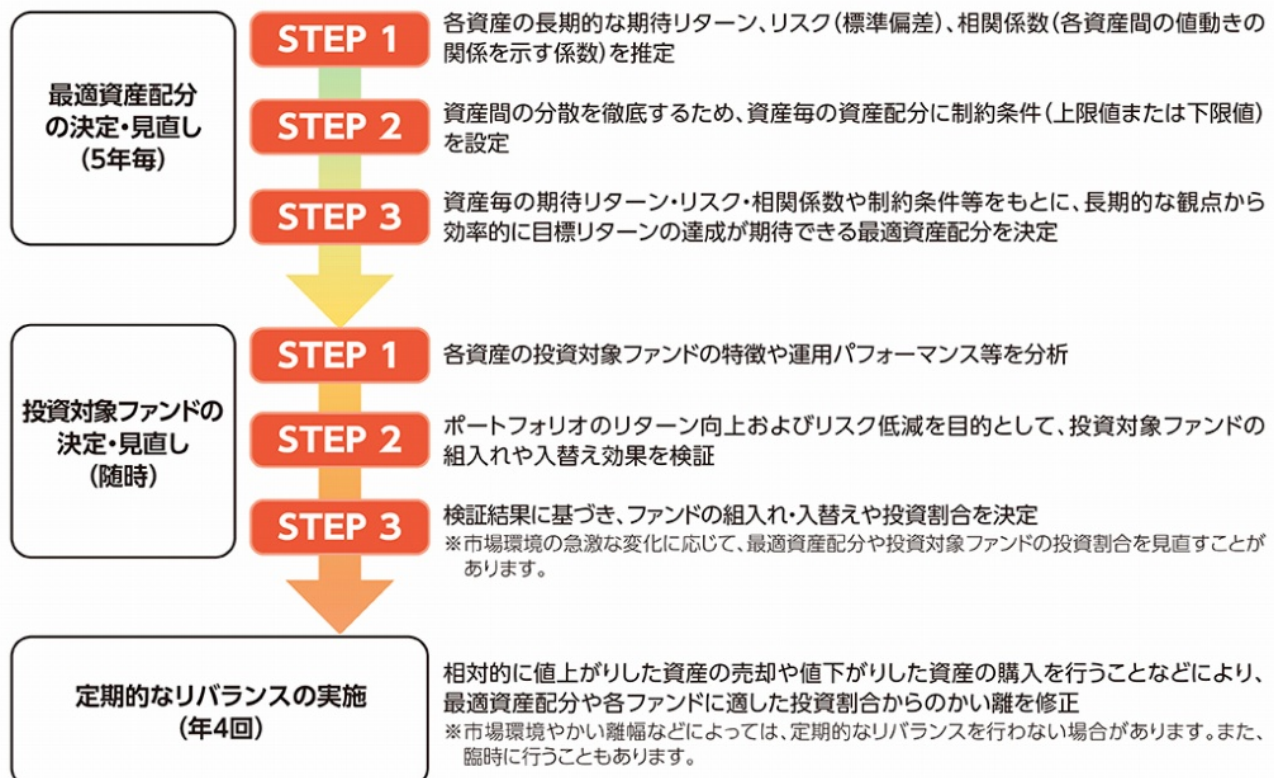 最適資産配分
の決定・見直し
(5年毎)
STEP 1
各資産の長期的な期待リターン、リスク(標準偏差)、相関係数(各資産間の値動きの
関係を示す係数)を推定
STEP 2
資産間の分散を徹底するため、資産毎の資産配分に制約条件(上限値または下限値)
を設定
STEP 3
資産毎の期待リターン・リスク・相関係数や制約条件等をもとに、長期的な観点から
効率的に目標リターンの達成が期待できる最適資産配分を決定
投資対象ファンドの
決定・見直し
(随時)
STEP 1
各資産の投資対象ファンドの特徴や運用パフォーマンス等を分析
STEP 2
ポートフォリオのリターン向上およびリスク低減を目的として、投資対象ファンドの
組入れや入替え効果を検証
STEP 3
検証結果に基づき、ファンドの組入れ・入替えや投資割合を決定
※市場環境の急激な変化に応じて、最適資産配分や投資対象ファンドの投資割合を見直すことが
あります。
定期的なリバランスの実施
(年4回)
相対的に値上がりした資産の売却や値下がりした資産の購入を行うことなどにより、
最適資産配分や各ファンドに適した投資割合からのかい離を修正
※市場環境やかい離幅などによっては、定期的なリバランスを行わない場合があります。また、
臨時に行うこともあります。